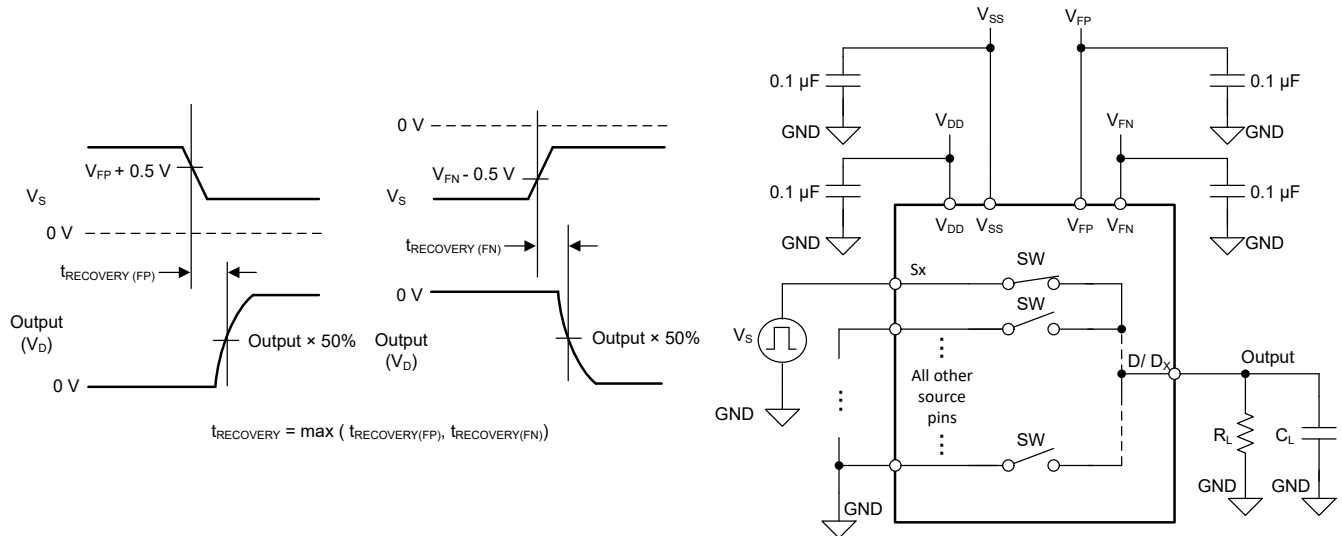 0 V
V_FP + 0.5 V
V_S
0 V
t_RECOVERY (FP)
Output
(V_D)
Output × 50%
0 V
0 V
V_FN - 0.5 V
t_RECOVERY (FN)
0 V
Output
(V_D)
Output × 50%
t_RECOVERY = max ( t_RECOVERY(FP), t_RECOVERY(FN))
V_SS
V_FP
0.1 µF
0.1 µF
GND
V_DD
V_FN
GND
0.1 µF
0.1 µF
GND
V_DD
V_SS
V_FP
V_FN
GND
SW
Sx
SW
V_S
...
All other
source
pins
...
...
D/ D_X
Output
GND
SW
R_L
C_L
GND
GND
GND